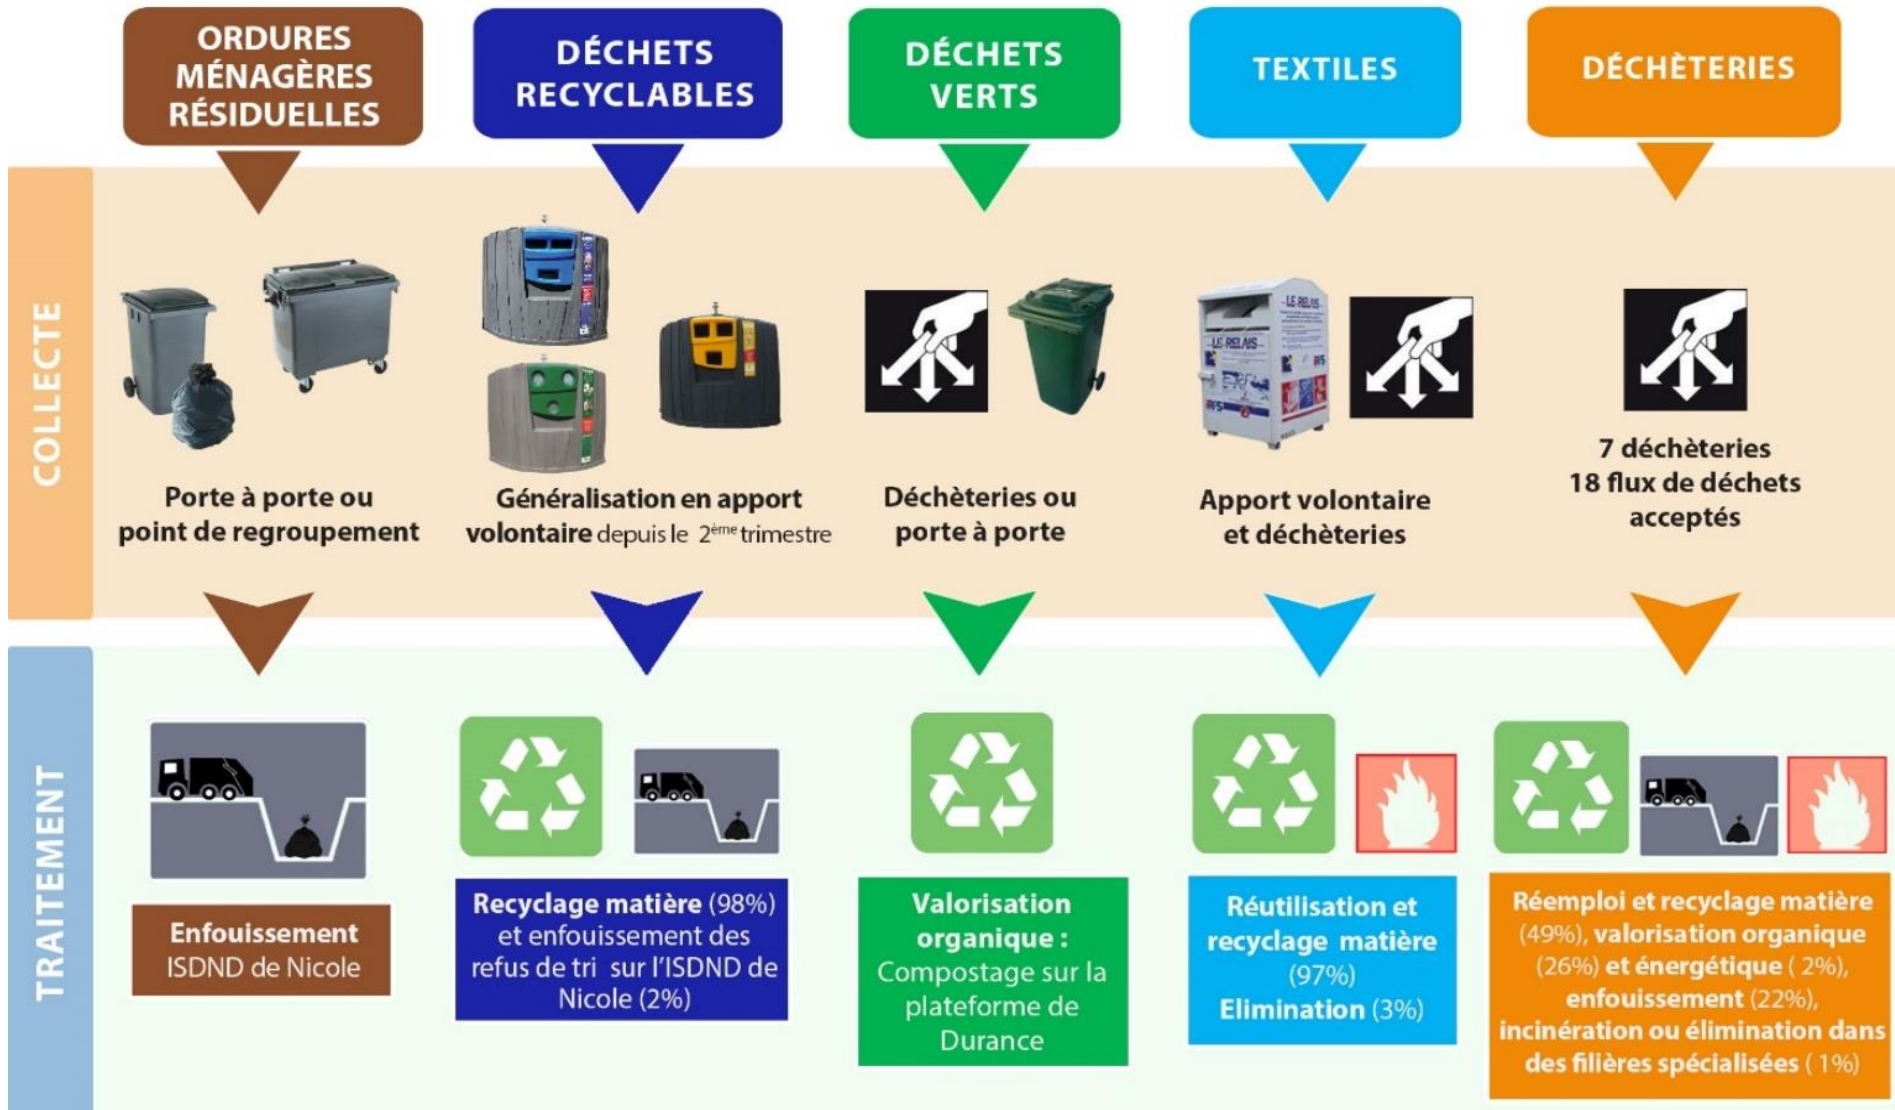 ORDURES
MÉNAGÈRES
RÉSIDUELLES
DÉCHETS
RECYCLABLES
DÉCHETS
VERTS
TEXTILES
DÉCHÈTERIES
COLLECTE
Porte à porte ou
point de regroupement
Généralisation en apport
volontaire depuis le 2ème trimestre
Déchèteries ou
porte à porte
LE RELAIS
LE RELAIS
Apport volontaire
et déchèteries
7 déchèteries
18 flux de déchets
acceptés
TRAITEMENT
Enfouissement
ISDND de Nicole
Recyclage matière (98%)
et enfouissement des
refus de tri sur l'ISDND de
Nicole (2%)
Valorisation
organique :
Compostage sur la
plateforme de
Durance
Réutilisation et
recyclage matière
(97%)
Elimination (3%)
Réemploi et recyclage matière
(49%), valorisation organique
(26%) et énergétique ( 2%),
enfouissement (22%),
incinération ou élimination dans
des filières spécialisées ( 1%)